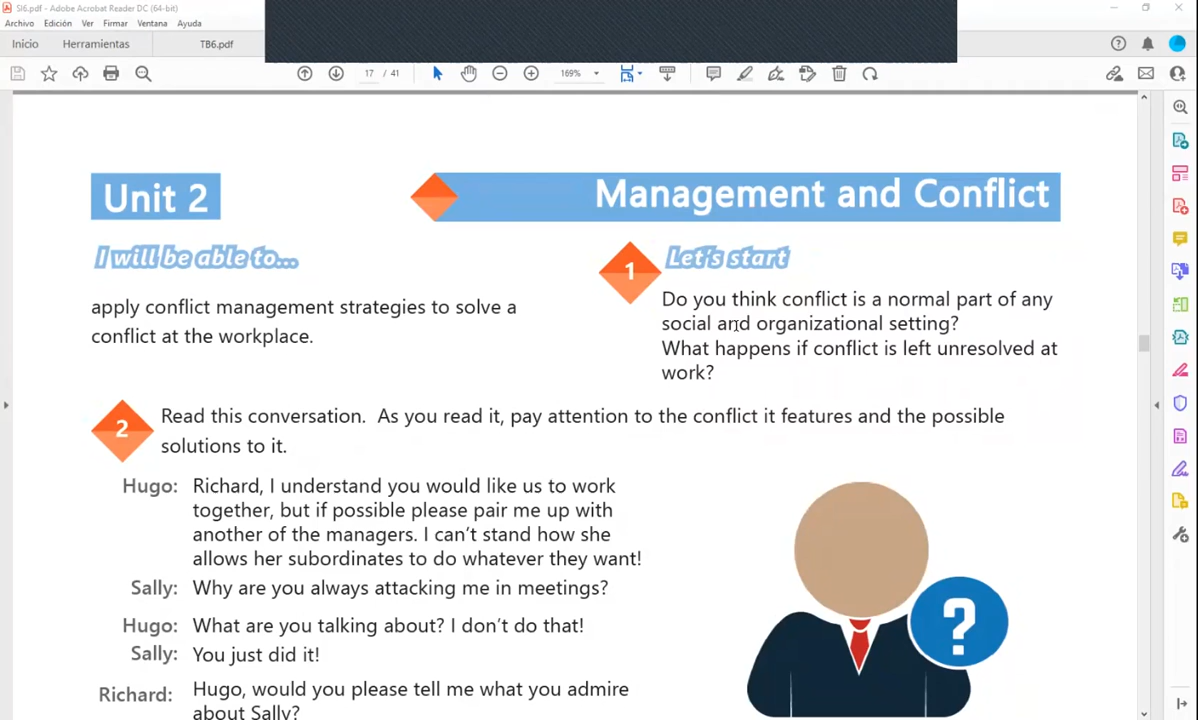 SI6.pdf - Adobe Acrobat Reader DC (64-bit)
Archivo Edición Ver Firmar Ventana Ayuda
Inicio Herramientas TB6.pdf
17 / 41 169%
Unit 2
Management and Conflict
I will be able to...
apply conflict management strategies to solve a
conflict at the workplace.
1 Let's start
Do you think conflict is a normal part of any
social and organizational setting?
What happens if conflict is left unresolved at
work?
2 Read this conversation. As you read it, pay attention to the conflict it features and the possible
solutions to it.
Hugo: Richard, I understand you would like us to work
together, but if possible please pair me up with
another of the managers. I can't stand how she
allows her subordinates to do whatever they want!
Sally: Why are you always attacking me in meetings?
Hugo: What are you talking about? I don't do that!
Sally: You just did it!
Richard: Hugo, would you please tell me what you admire
about Sally?
?